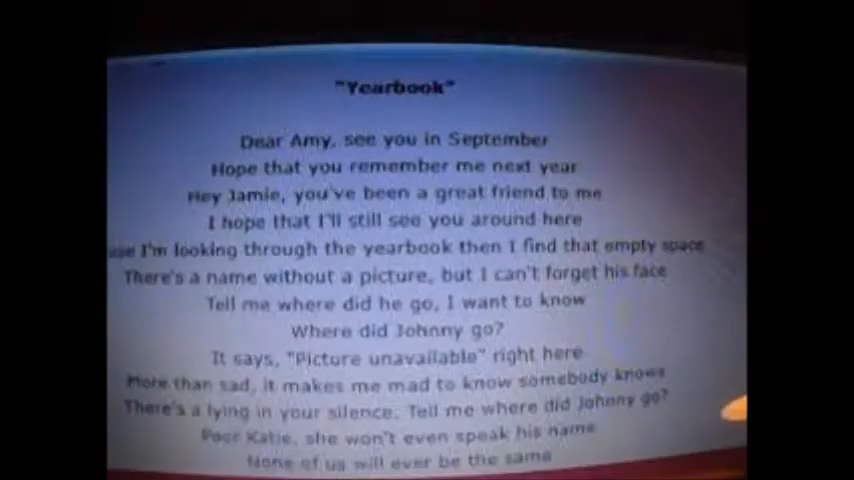 "Yearbook"
Dear Amy, see you in September
Hope that you remember me next year
Hey Jamie, you've been a great friend to me
I hope that I'll still see you around here
I'm looking through the yearbook then I find that empty space
There's a name without a picture, but I can't forget his face
Tell me where did he go, I want to know
Where did Johnny go?
It says, "Picture unavailable" right here
More than sad, it makes me mad to know somebody knows
There's a lying in your silence. Tell me where did Johnny go?
Poor Katie, she won't even speak his name
None of us will ever be the same